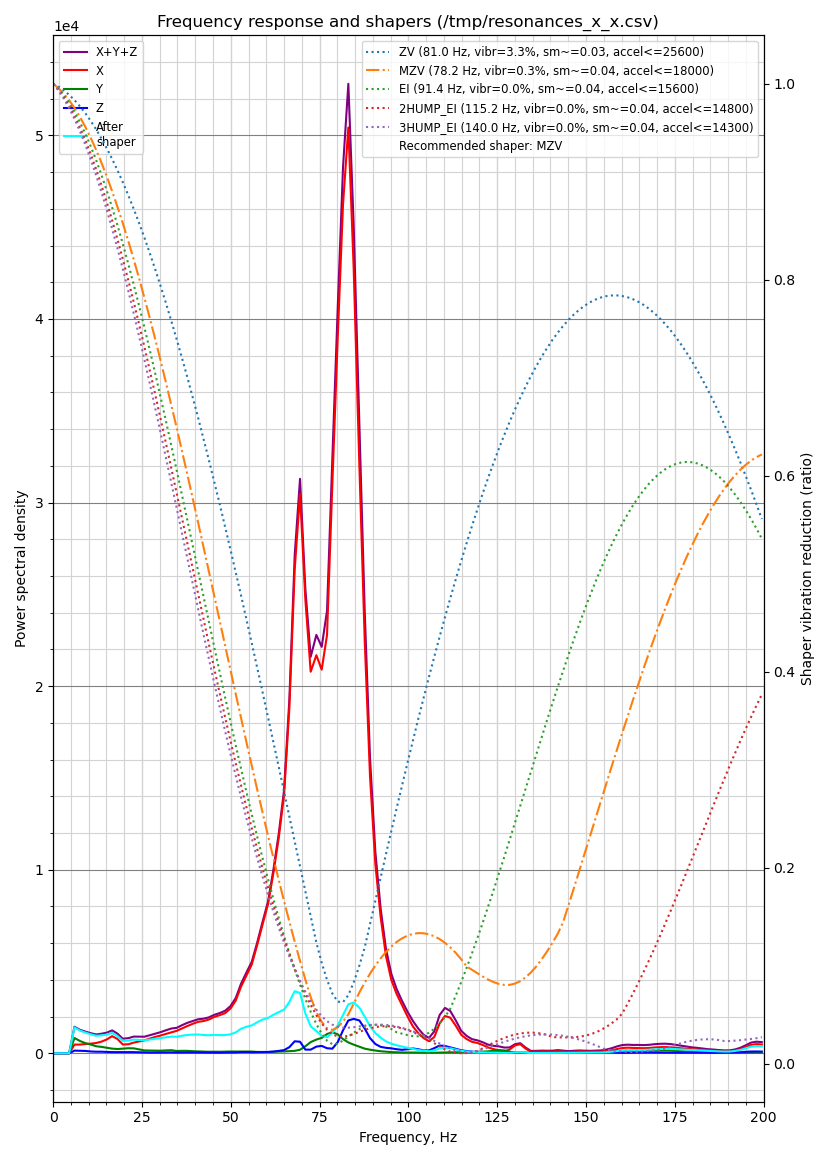 Frequency response and shapers (/tmp/resonances_x_x.csv)
1e4
X+Y+Z
X
Y
Z
After
shaper
ZV (81.0 Hz, vibr=3.3%, sm~=0.03, accel<=25600)
MZV (78.2 Hz, vibr=0.3%, sm~=0.04, accel<=18000)
EI (91.4 Hz, vibr=0.0%, sm~=0.04, accel<=15600)
2HUMP_EI (115.2 Hz, vibr=0.0%, sm~=0.04, accel<=14800)
3HUMP_EI (140.0 Hz, vibr=0.0%, sm~=0.04, accel<=14300)
Recommended shaper: MZV
Power spectral density
5
4
3
2
1
0
1.0
0.8
0.6
0.4
0.2
0.0
Shaper vibration reduction (ratio)
0 25 50 75 100 125 150 175 200
Frequency, Hz